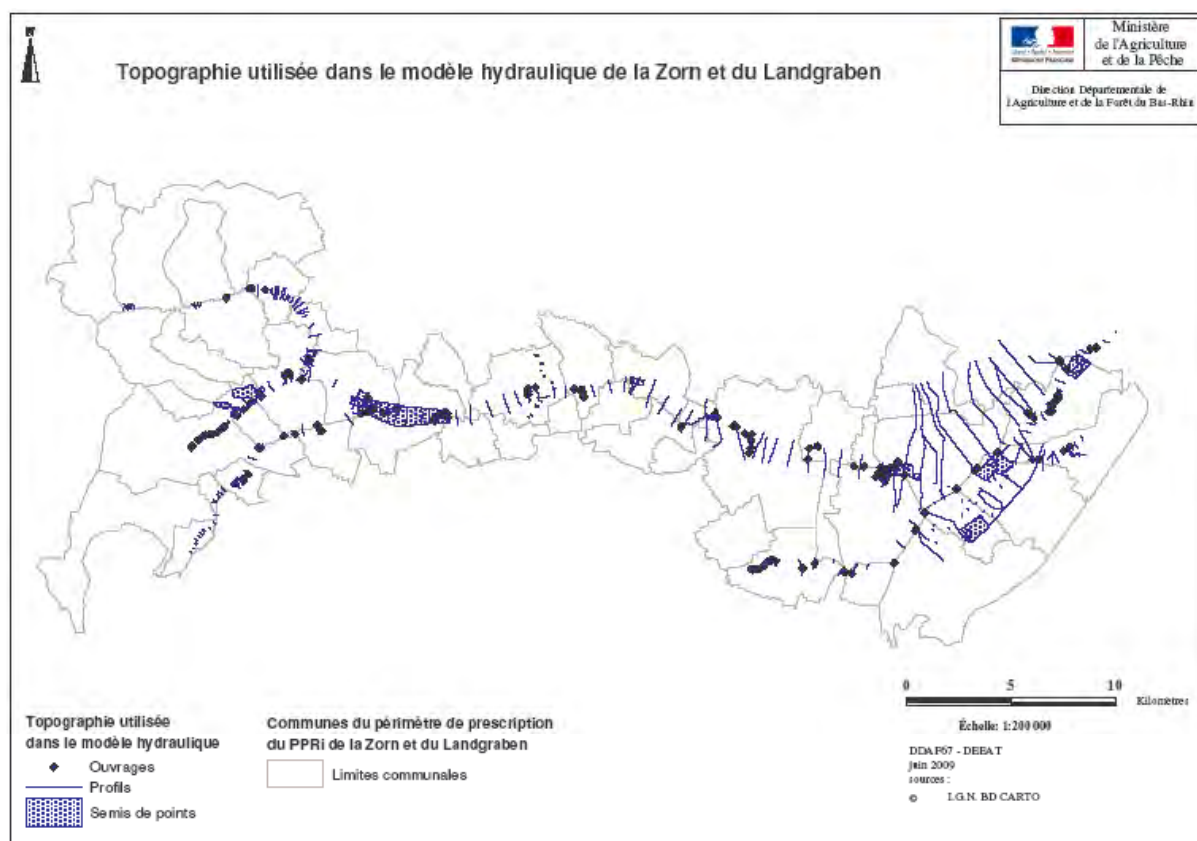 N
Topographie utilisée dans le modèle hydraulique de la Zorn et du Landgraben
RÉPUBLIQUE FRANÇAISE
Ministère
de l'Agriculture
et de la Pêche
Direction Départementale de
l'Agriculture et de la Forêt du Bas-Rhin
0 5 10
Kilomètres
Échelle: 1:200 000
DDAF67 - DEEAT
juin 2009
sources :
© I.G.N. BD CARTO
Topographie utilisée
dans le modèle hydraulique
Ouvrages
Profils
Semis de points
Communes du périmètre de prescription
du PPRi de la Zorn et du Landgraben
Limites communales